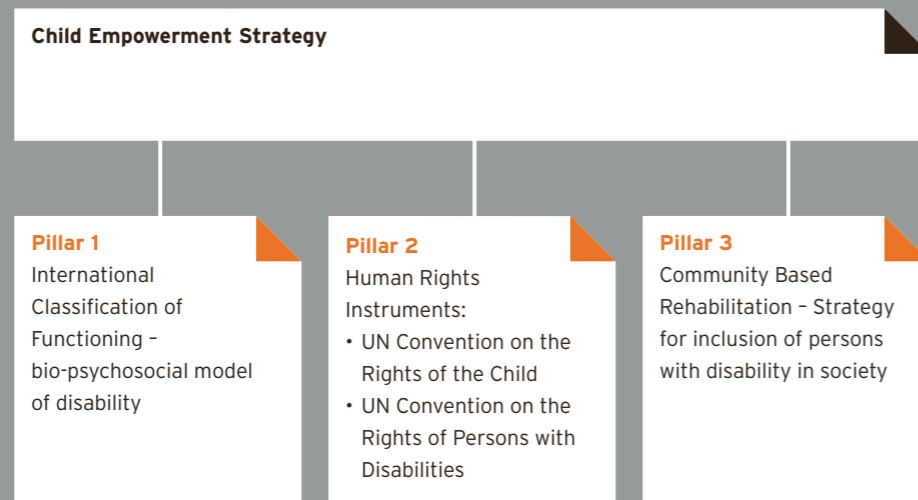 Child Empowerment Strategy
Pillar 1
International
Classification of
Functioning –
bio-psychosocial model
of disability
Pillar 2
Human Rights
Instruments:
• UN Convention on the
Rights of the Child
• UN Convention on the
Rights of Persons with
Disabilities
Pillar 3
Community Based
Rehabilitation – Strategy
for inclusion of persons
with disability in society